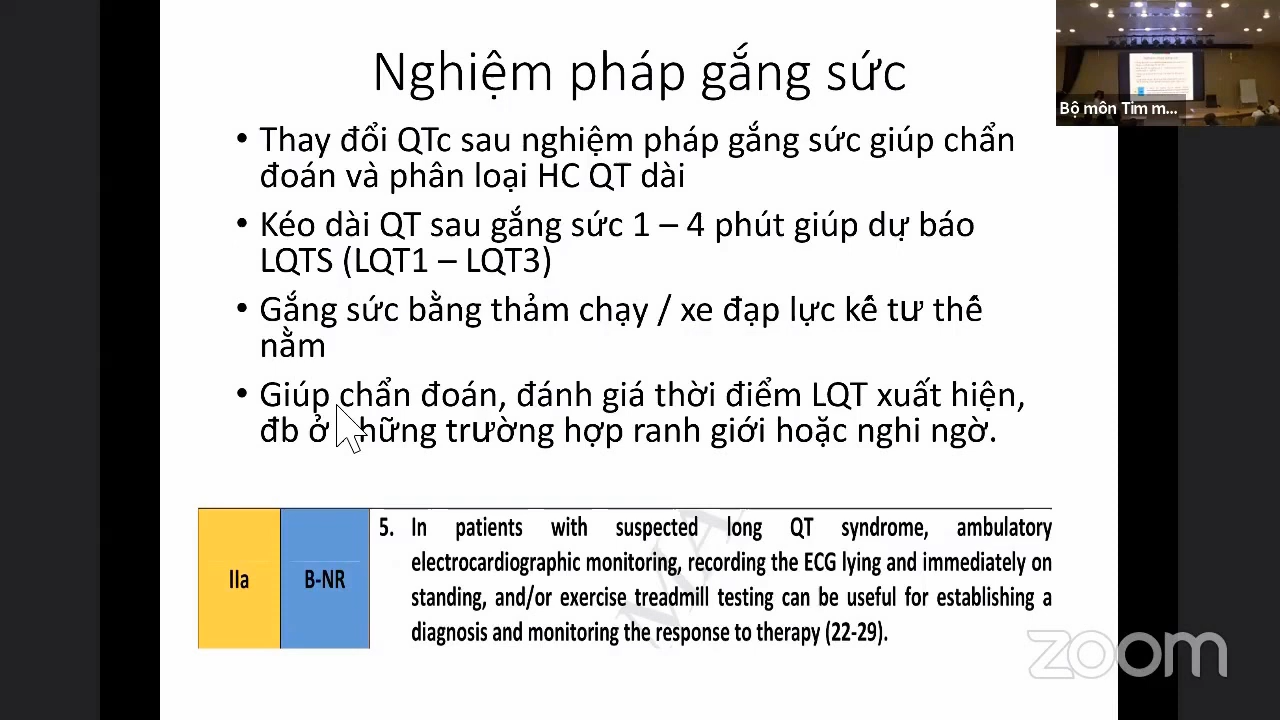 Nghiệm pháp gắng sức
Bộ môn Tim m...
• Thay đổi QTc sau nghiệm pháp gắng sức giúp chẩn
đoán và phân loại HC QT dài
• Kéo dài QT sau gắng sức 1 – 4 phút giúp dự báo
LQTS (LQT1 – LQT3)
• Gắng sức bằng thảm chạy / xe đạp lực kế tư thế
nằm
• Giúp chẩn đoán, đánh giá thời điểm LQT xuất hiện,
đb ở những trường hợp ranh giới hoặc nghi ngờ.
IIa
B-NR
5. In patients with suspected long QT syndrome, ambulatory
electrocardiographic monitoring, recording the ECG lying and immediately on
standing, and/or exercise treadmill testing can be useful for establishing a
diagnosis and monitoring the response to therapy (22-29).
zoom